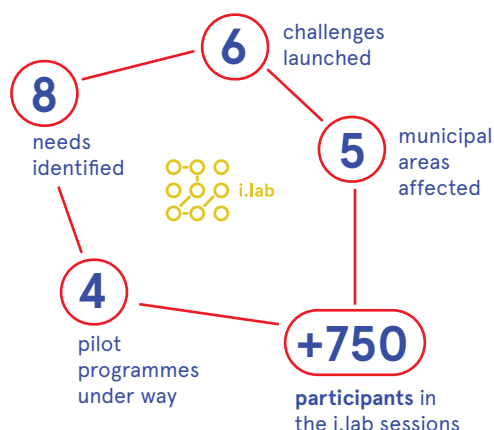 6
challenges
launched
8
needs
identified
5
municipal
areas
affected
i.lab
4
pilot
programmes
under way
+750
participants in
the i.lab sessions